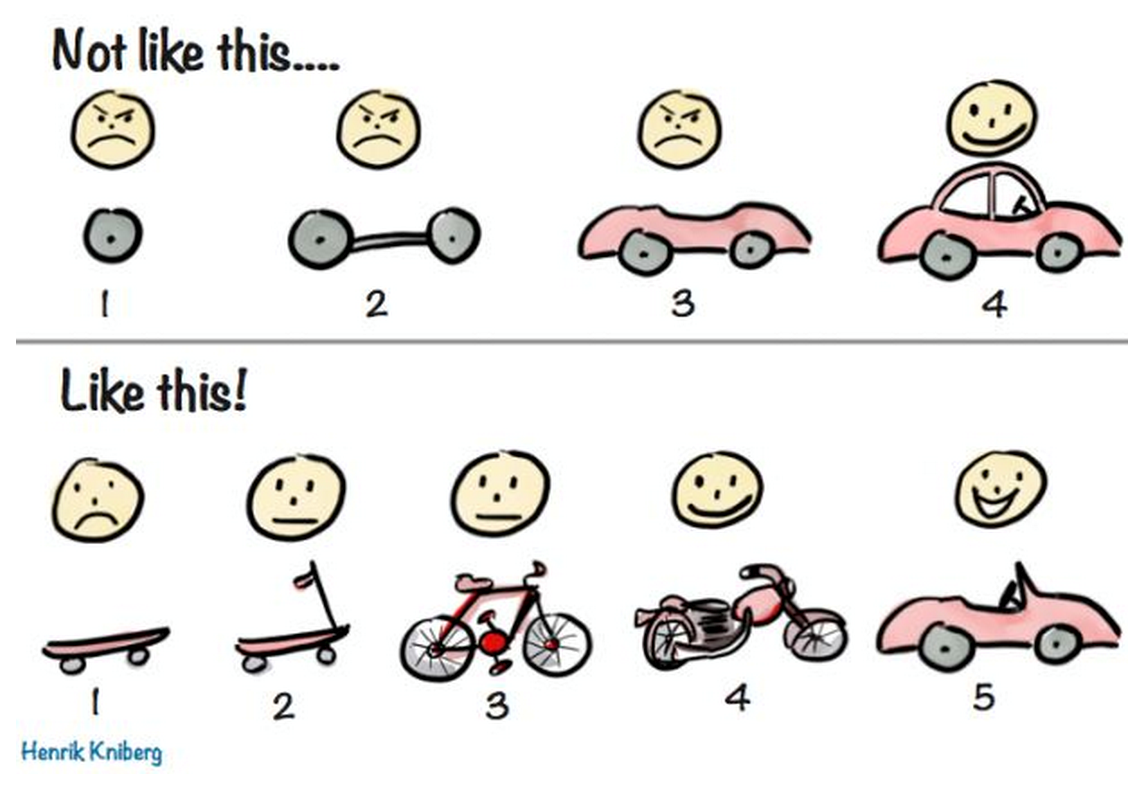 Not like this....
1 2 3 4
Like this!
1 2 3 4 5
Henrik Kniberg